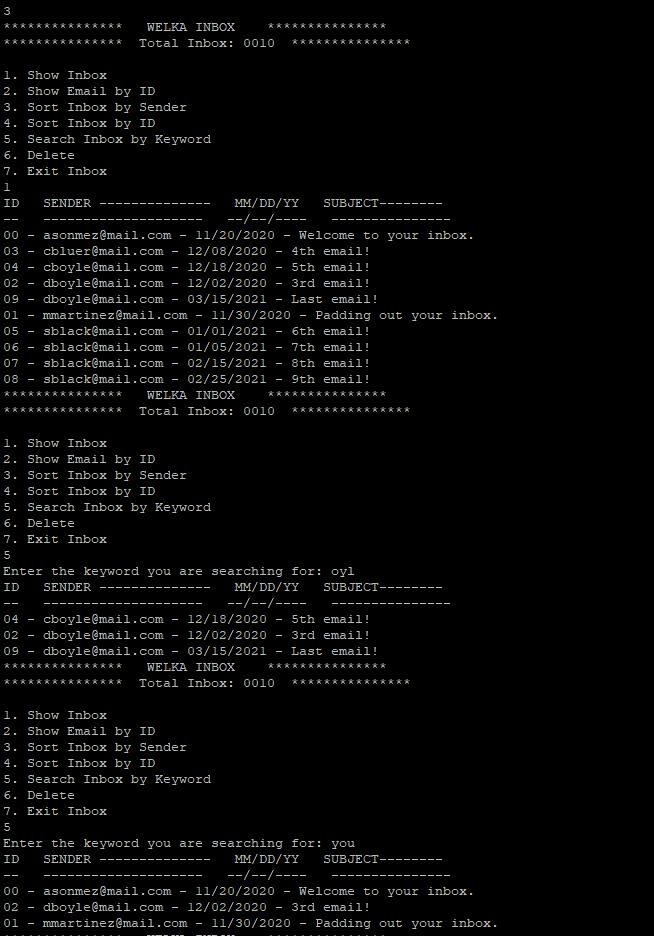 3
***************   WELKA INBOX    ***************
***************  Total Inbox: 0010  ***************
1. Show Inbox
2. Show Email by ID
3. Sort Inbox by Sender
4. Sort Inbox by ID
5. Search Inbox by Keyword
6. Delete
7. Exit Inbox
1
ID   SENDER --------------   MM/DD/YY   SUBJECT--------
--   --------------------   --/--/----   ---------------
00 - asonmez@mail.com - 11/20/2020 - Welcome to your inbox.
03 - cbluer@mail.com - 12/08/2020 - 4th email!
04 - cboyle@mail.com - 12/18/2020 - 5th email!
02 - dboyle@mail.com - 12/02/2020 - 3rd email!
09 - dboyle@mail.com - 03/15/2021 - Last email!
01 - mmartinez@mail.com - 11/30/2020 - Padding out your inbox.
05 - sblack@mail.com - 01/01/2021 - 6th email!
06 - sblack@mail.com - 01/05/2021 - 7th email!
07 - sblack@mail.com - 02/15/2021 - 8th email!
08 - sblack@mail.com - 02/25/2021 - 9th email!
***************   WELKA INBOX    ***************
***************  Total Inbox: 0010  ***************
1. Show Inbox
2. Show Email by ID
3. Sort Inbox by Sender
4. Sort Inbox by ID
5. Search Inbox by Keyword
6. Delete
7. Exit Inbox
5
Enter the keyword you are searching for: oyl
ID   SENDER --------------   MM/DD/YY   SUBJECT--------
--   --------------------   --/--/----   ---------------
04 - cboyle@mail.com - 12/18/2020 - 5th email!
02 - dboyle@mail.com - 12/02/2020 - 3rd email!
09 - dboyle@mail.com - 03/15/2021 - Last email!
***************   WELKA INBOX    ***************
***************  Total Inbox: 0010  ***************
1. Show Inbox
2. Show Email by ID
3. Sort Inbox by Sender
4. Sort Inbox by ID
5. Search Inbox by Keyword
6. Delete
7. Exit Inbox
5
Enter the keyword you are searching for: you
ID   SENDER --------------   MM/DD/YY   SUBJECT--------
--   --------------------   --/--/----   ---------------
00 - asonmez@mail.com - 11/20/2020 - Welcome to your inbox.
02 - dboyle@mail.com - 12/02/2020 - 3rd email!
01 - mmartinez@mail.com - 11/30/2020 - Padding out your inbox.